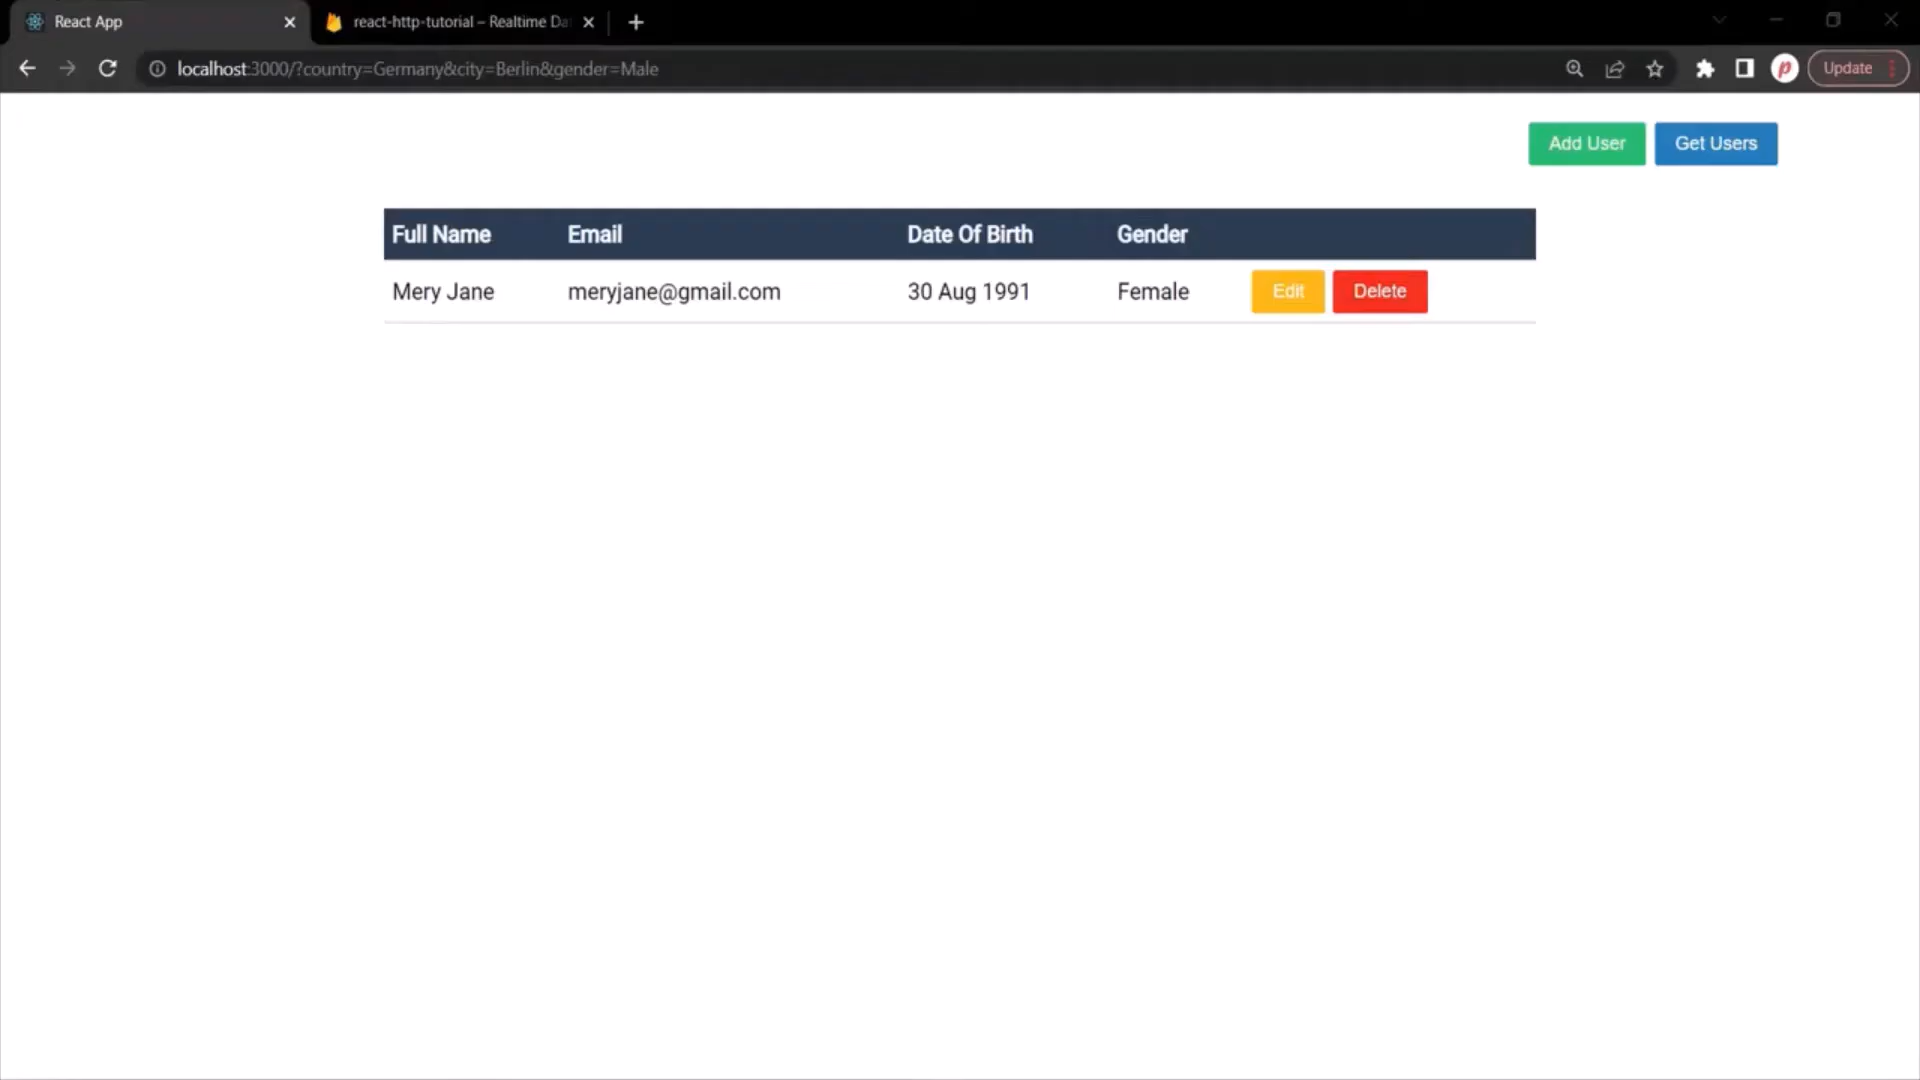 React App
react-http-tutorial – Realtime Da
localhost:3000/?country=Germany&city=Berlin&gender=Male
Update
Add User Get Users
Full Name Email Date Of Birth Gender
Mery Jane meryjane@gmail.com 30 Aug 1991 Female Edit Delete